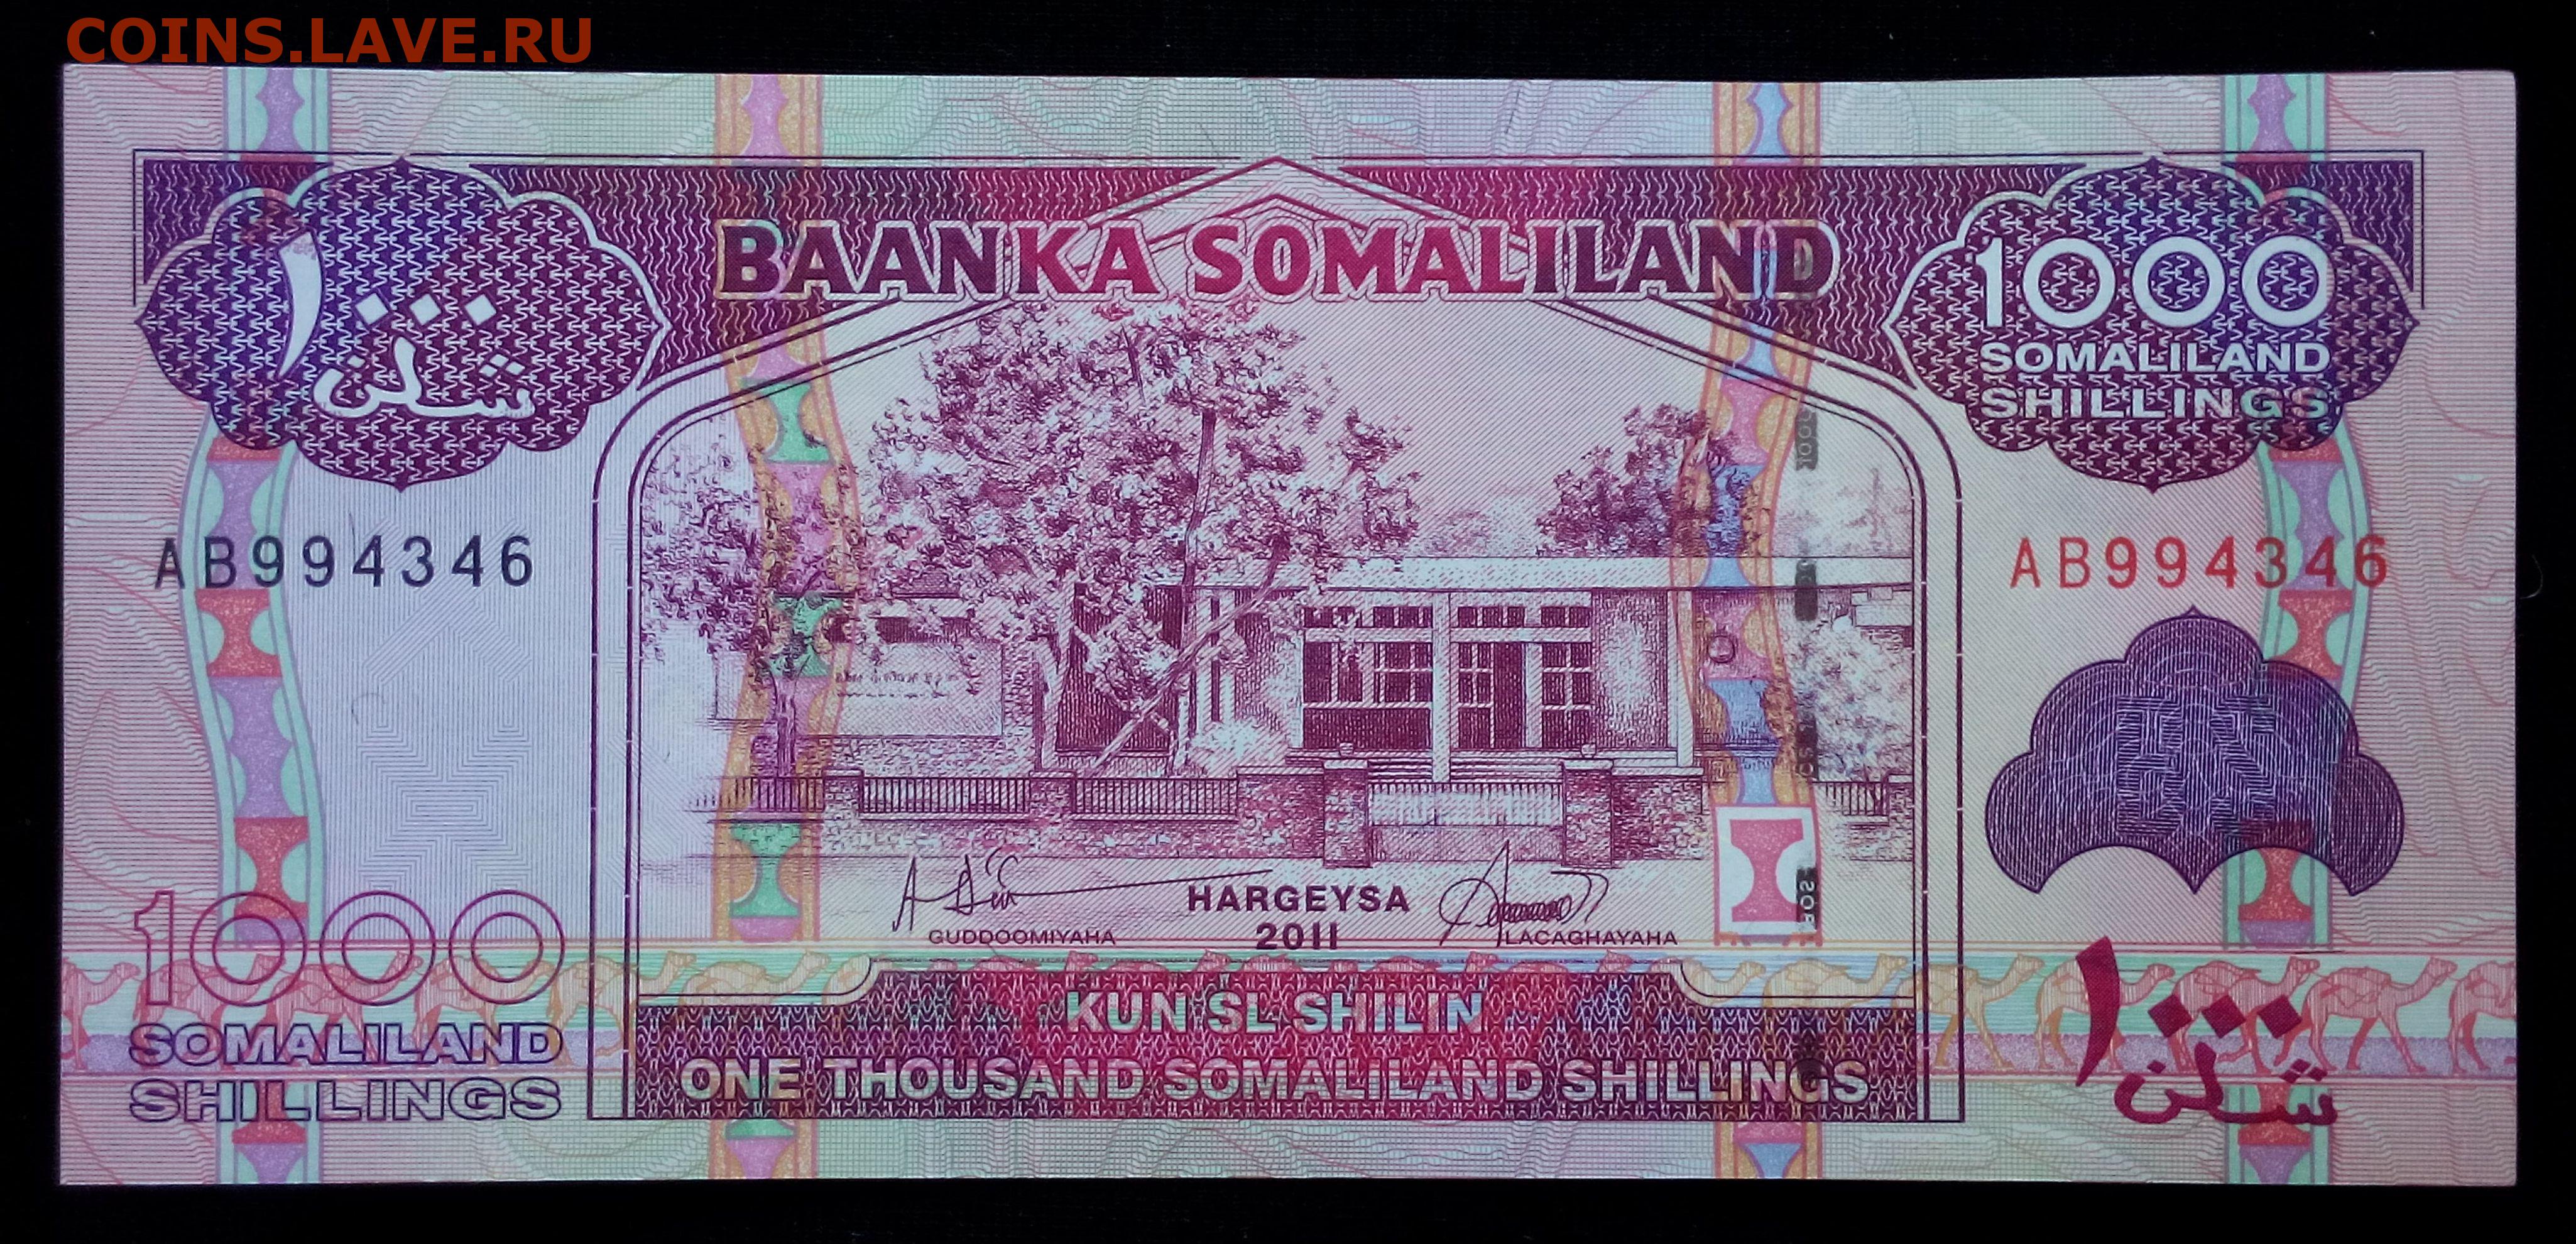 COINS.LAVE.RU
BAANKA SOMALILAND
١٠٠٠
شلن
1000
SOMALILAND
SHILLINGS
AB994346
AB994346
HARGEYSA
2011
GUDDOOMIYAHA
LACAGHAYAHA
1000
SOMALILAND
SHILLINGS
KUN SL SHILIN
ONE THOUSAND SOMALILAND SHILLINGS
١٠٠٠
شلن